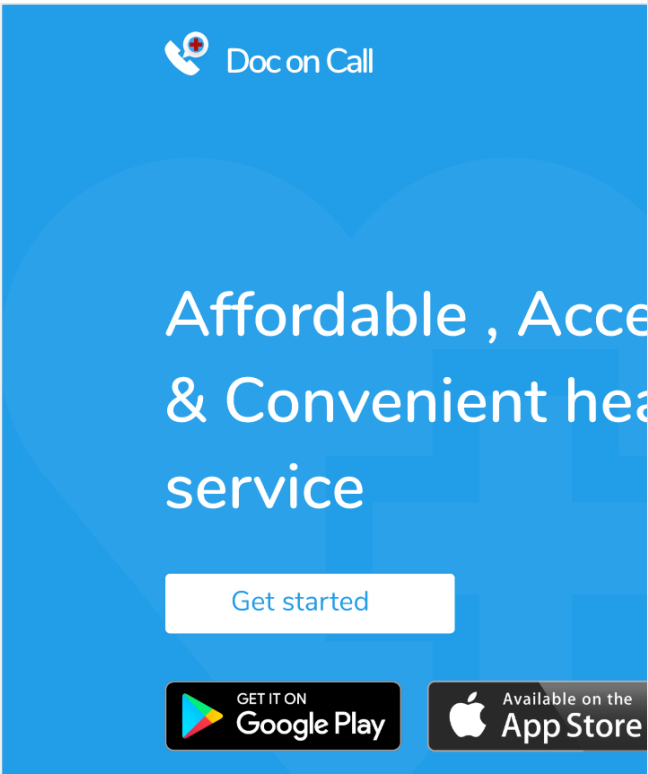 Doc on Call
Affordable , Acce
& Convenient hea
service
Get started
GET IT ON
Google Play
Available on the
App Store